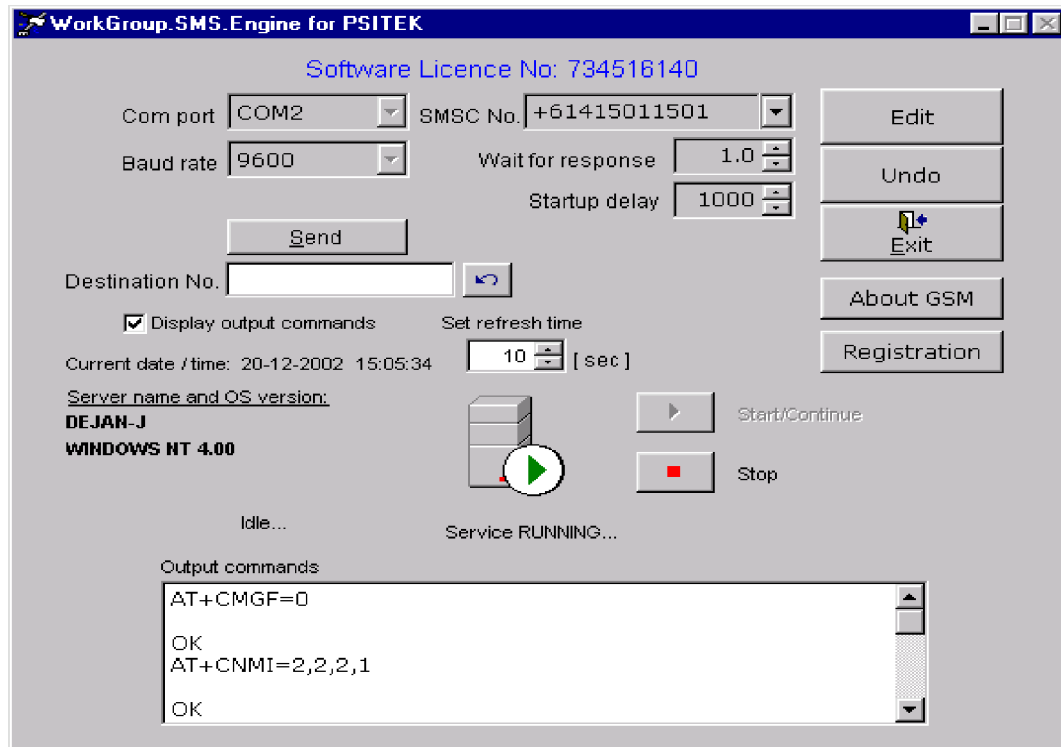 WorkGroup.SMS.Engine for PSITEK
Software Licence No: 734516140
Com port COM2 SMSC No. +61415011501
Baud rate 9600 Wait for response 1.0
Startup delay 1000
Edit
Undo
Exit
Send
Destination No.
About GSM
Display output commands Set refresh time
Registration
Current date / time: 20-12-2002 15:05:34 10 [ sec ]
Server name and OS version:
DEJAN-J
WINDOWS NT 4.00
Start/Continue
Stop
Idle...
Service RUNNING...
Output commands
AT+CMGF=0
OK
AT+CNMI=2,2,2,1
OK